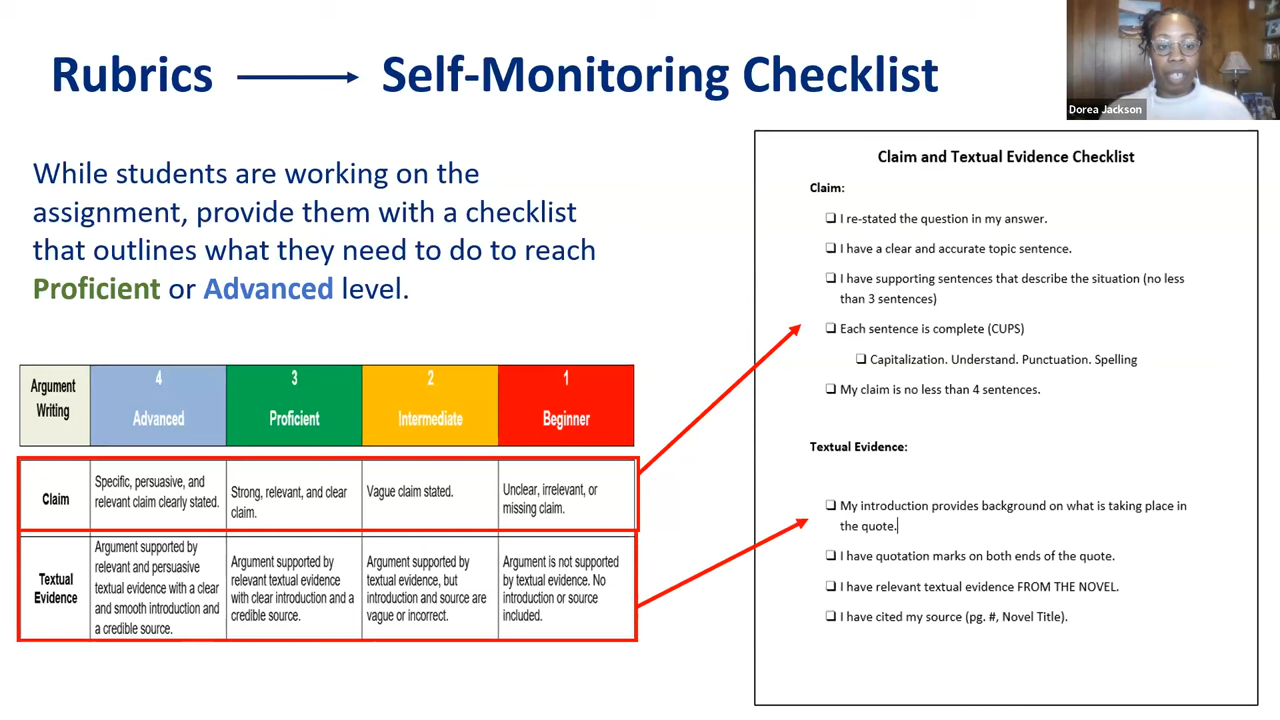 Rubrics Self-Monitoring Checklist
Dorea Jackson
While students are working on the
assignment, provide them with a checklist
that outlines what they need to do to reach
Proficient or Advanced level.
Argument
Writing
4
Advanced
3
Proficient
2
Intermediate
1
Beginner
Claim
Specific, persuasive, and
relevant claim clearly stated.
Strong, relevant, and clear
claim.
Vague claim stated.
Unclear, irrelevant, or
missing claim.
Textual
Evidence
Argument supported by
relevant and persuasive
textual evidence with a clear
and smooth introduction and
a credible source.
Argument supported by
relevant textual evidence
with clear introduction and a
credible source.
Argument supported by
textual evidence, but
introduction and source are
vague or incorrect.
Argument is not supported
by textual evidence. No
introduction or source
included.
Claim and Textual Evidence Checklist
Claim:
❑ I re-stated the question in my answer.
❑ I have a clear and accurate topic sentence.
❑ I have supporting sentences that describe the situation (no less
than 3 sentences)
❑ Each sentence is complete (CUPS)
❑ Capitalization. Understand. Punctuation. Spelling
❑ My claim is no less than 4 sentences.
Textual Evidence:
❑ My introduction provides background on what is taking place in
the quote.
❑ I have quotation marks on both ends of the quote.
❑ I have relevant textual evidence FROM THE NOVEL.
❑ I have cited my source (pg. #, Novel Title).